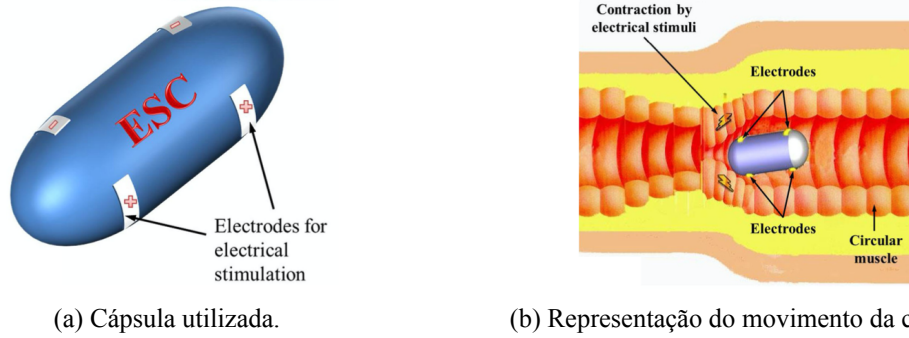 ESC
Electrodes for
electrical
stimulation
(a) Cápsula utilizada.
Contraction by
electrical stimuli
Electrodes
Electrodes
Circular
muscle
(b) Representação do movimento da